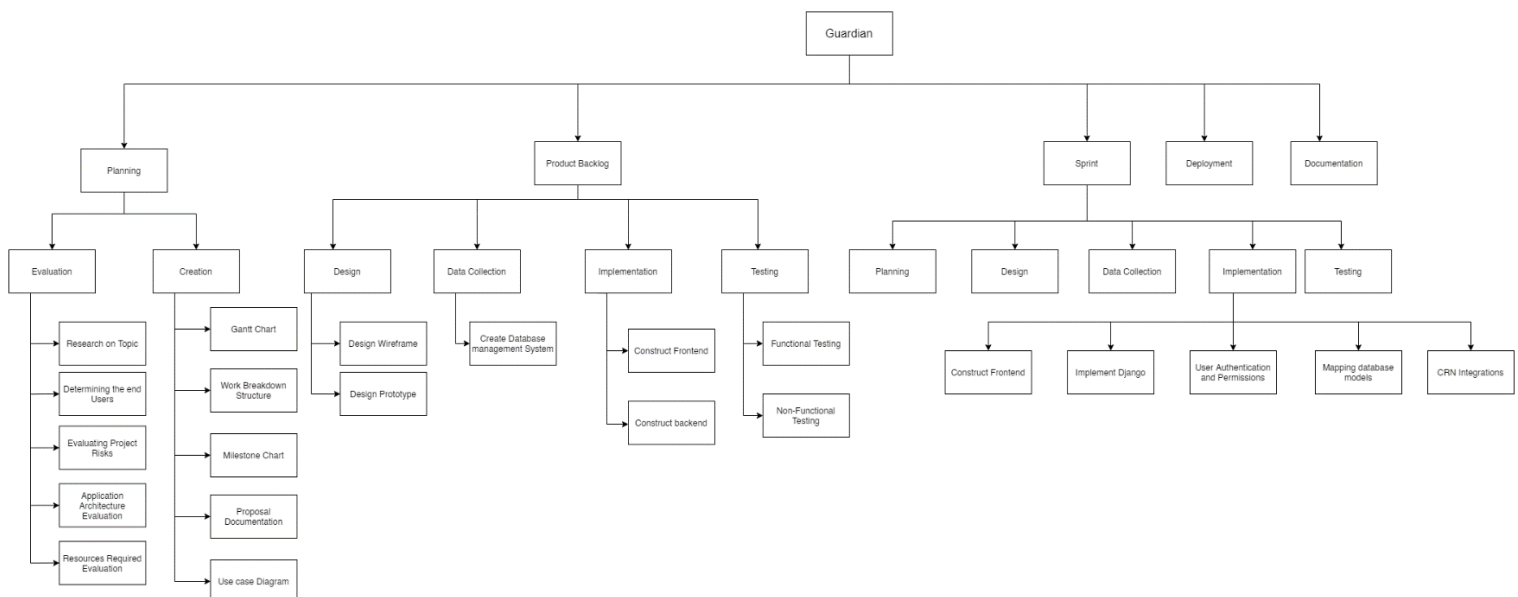 Guardian
Planning
Product Backlog
Sprint
Deployment
Documentation
Evaluation
Creation
Design
Data Collection
Implementation
Testing
Planning
Design
Data Collection
Implementation
Testing
Research on Topic
Determining the end
Users
Evaluating Project
Risks
Application
Architecture
Evaluation
Resources Required
Evaluation
Gantt Chart
Work Breakdown
Structure
Milestone Chart
Proposal
Documentation
Use case Diagram
Design Wireframe
Design Prototype
Create Database
management System
Construct Frontend
Construct backend
Functional Testing
Non-Functional
Testing
Construct Frontend
Implement Django
User Authentication
and Permissions
Mapping database
models
CRN Integrations